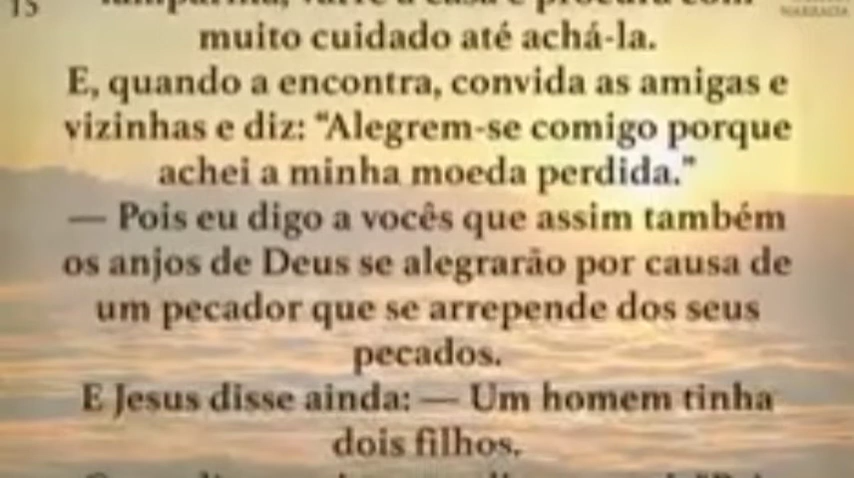 15
muito cuidado até achá-la.
E, quando a encontra, convida as amigas e
vizinhas e diz: “Alegrem-se comigo porque
achei a minha moeda perdida.”
— Pois eu digo a vocês que assim também
os anjos de Deus se alegrarão por causa de
um pecador que se arrepende dos seus
pecados.
E Jesus disse ainda: — Um homem tinha
dois filhos.